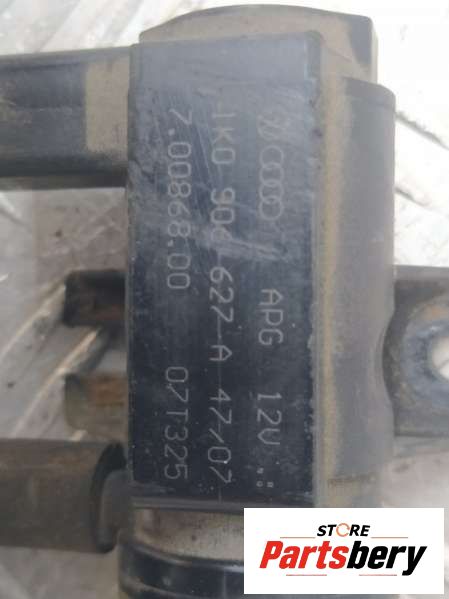 APG 12V
1K0 906 627-A 47/07
7.00868.00 07T325
STORE
Partsbery